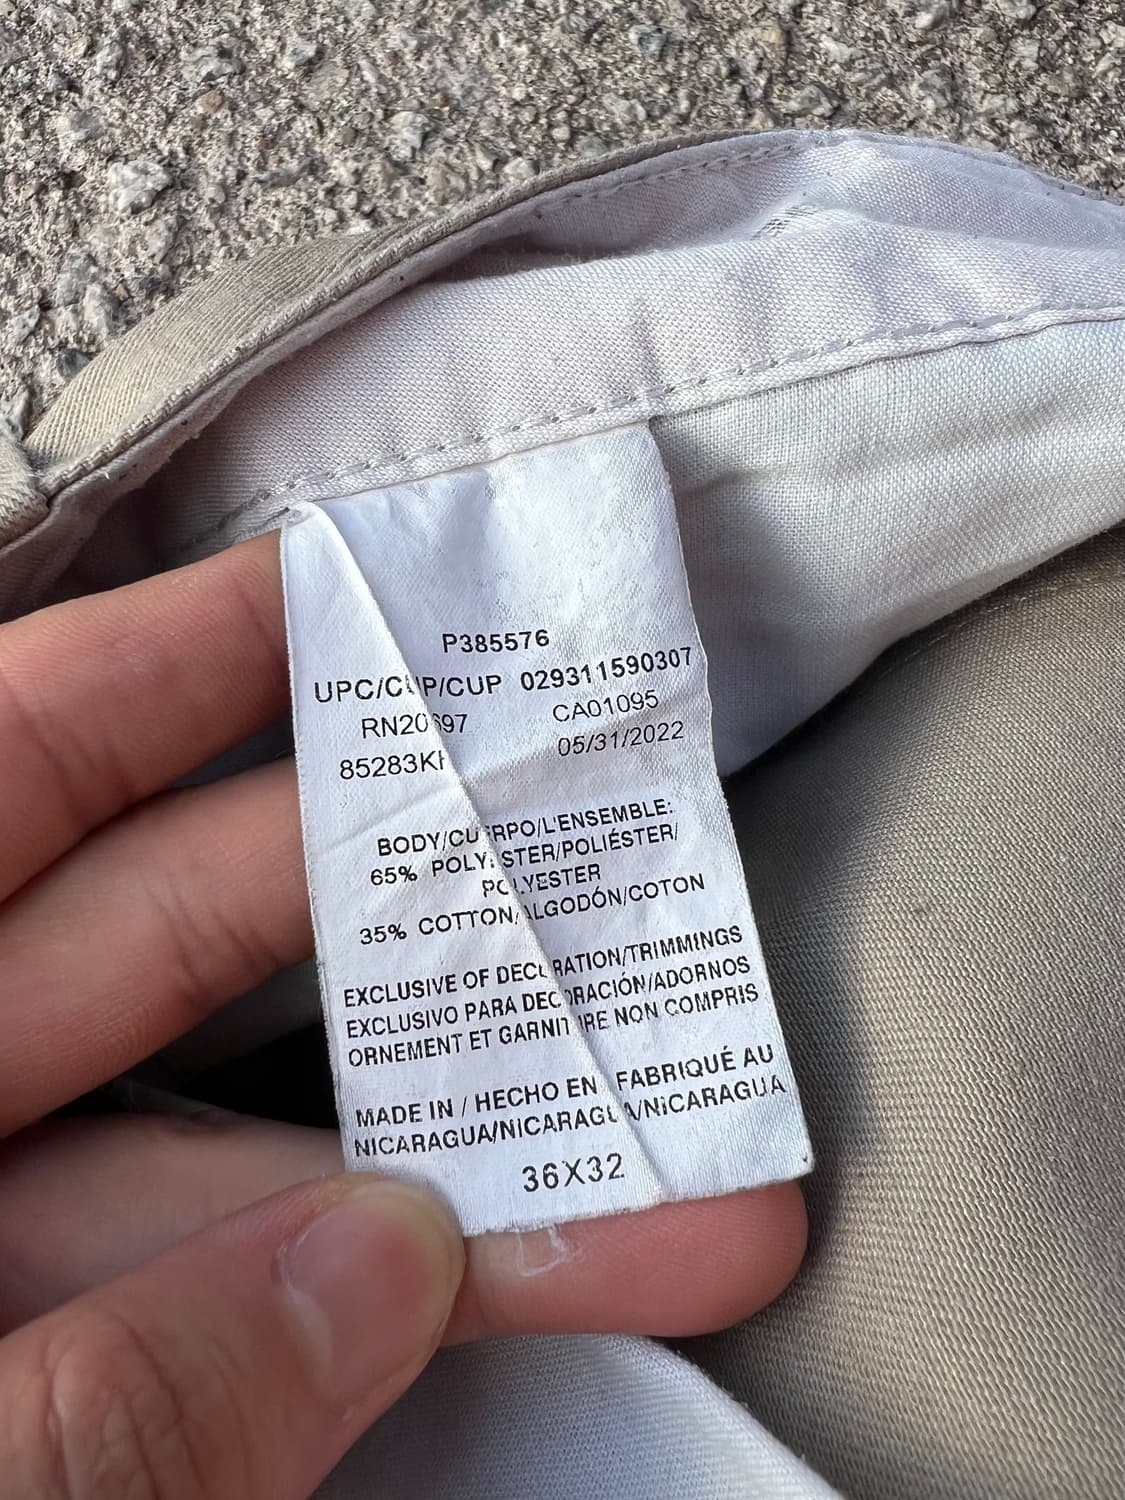 P385576
UPC/CUP/CUP 029311590307
RN20697 CA01095
85283KH 05/31/2022
BODY/CUERPO/L'ENSEMBLE:
65% POLYESTER/POLIÉSTER/
POLYESTER
35% COTTON/ALGODÓN/COTON
EXCLUSIVE OF DECORATION/TRIMMINGS
EXCLUSIVO PARA DECORACIÓN/ADORNOS
ORNEMENT ET GARNITURE NON COMPRIS
MADE IN / HECHO EN / FABRIQUÉ AU
NICARAGUA/NICARAGUA/NICARAGUA
36X32